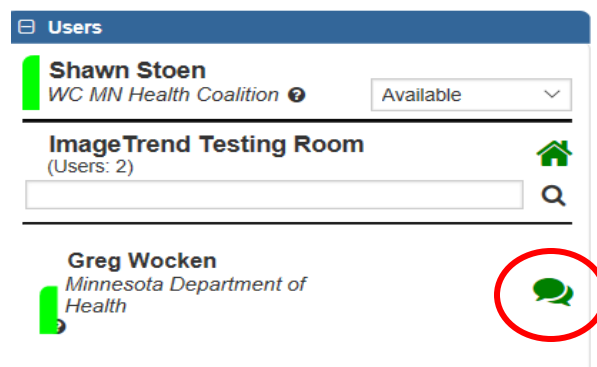 Users
Shawn Stoen
WC MN Health Coalition ?
Available
ImageTrend Testing Room
(Users: 2)
Greg Wocken
Minnesota Department of
Health
?